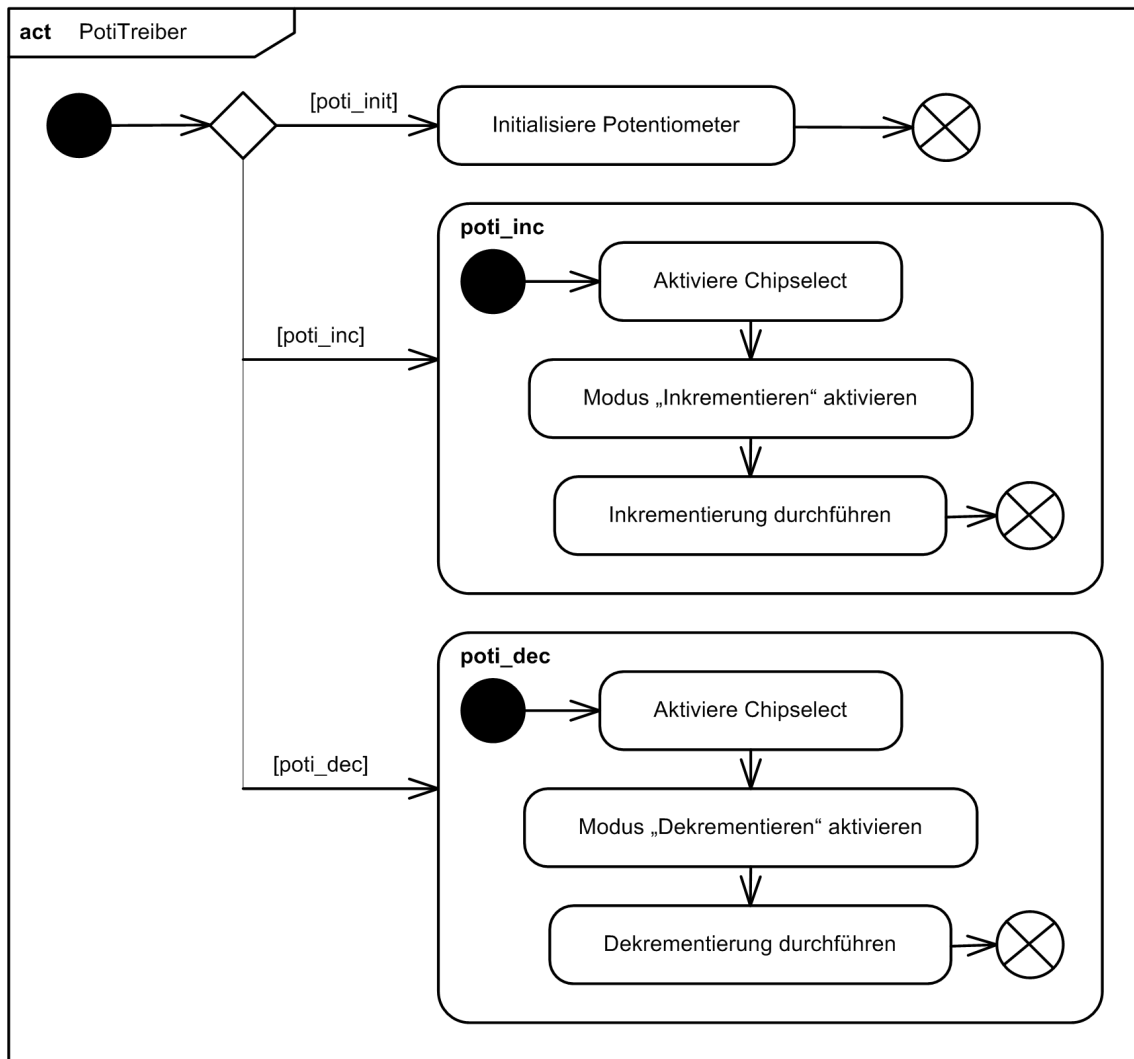 act PotiTreiber
[poti_init]
Initialisiere Potentiometer
poti_inc
Aktiviere Chipselect
[poti_inc]
Modus „Inkrementieren“ aktivieren
Inkrementierung durchführen
poti_dec
Aktiviere Chipselect
[poti_dec]
Modus „Dekrementieren“ aktivieren
Dekrementierung durchführen